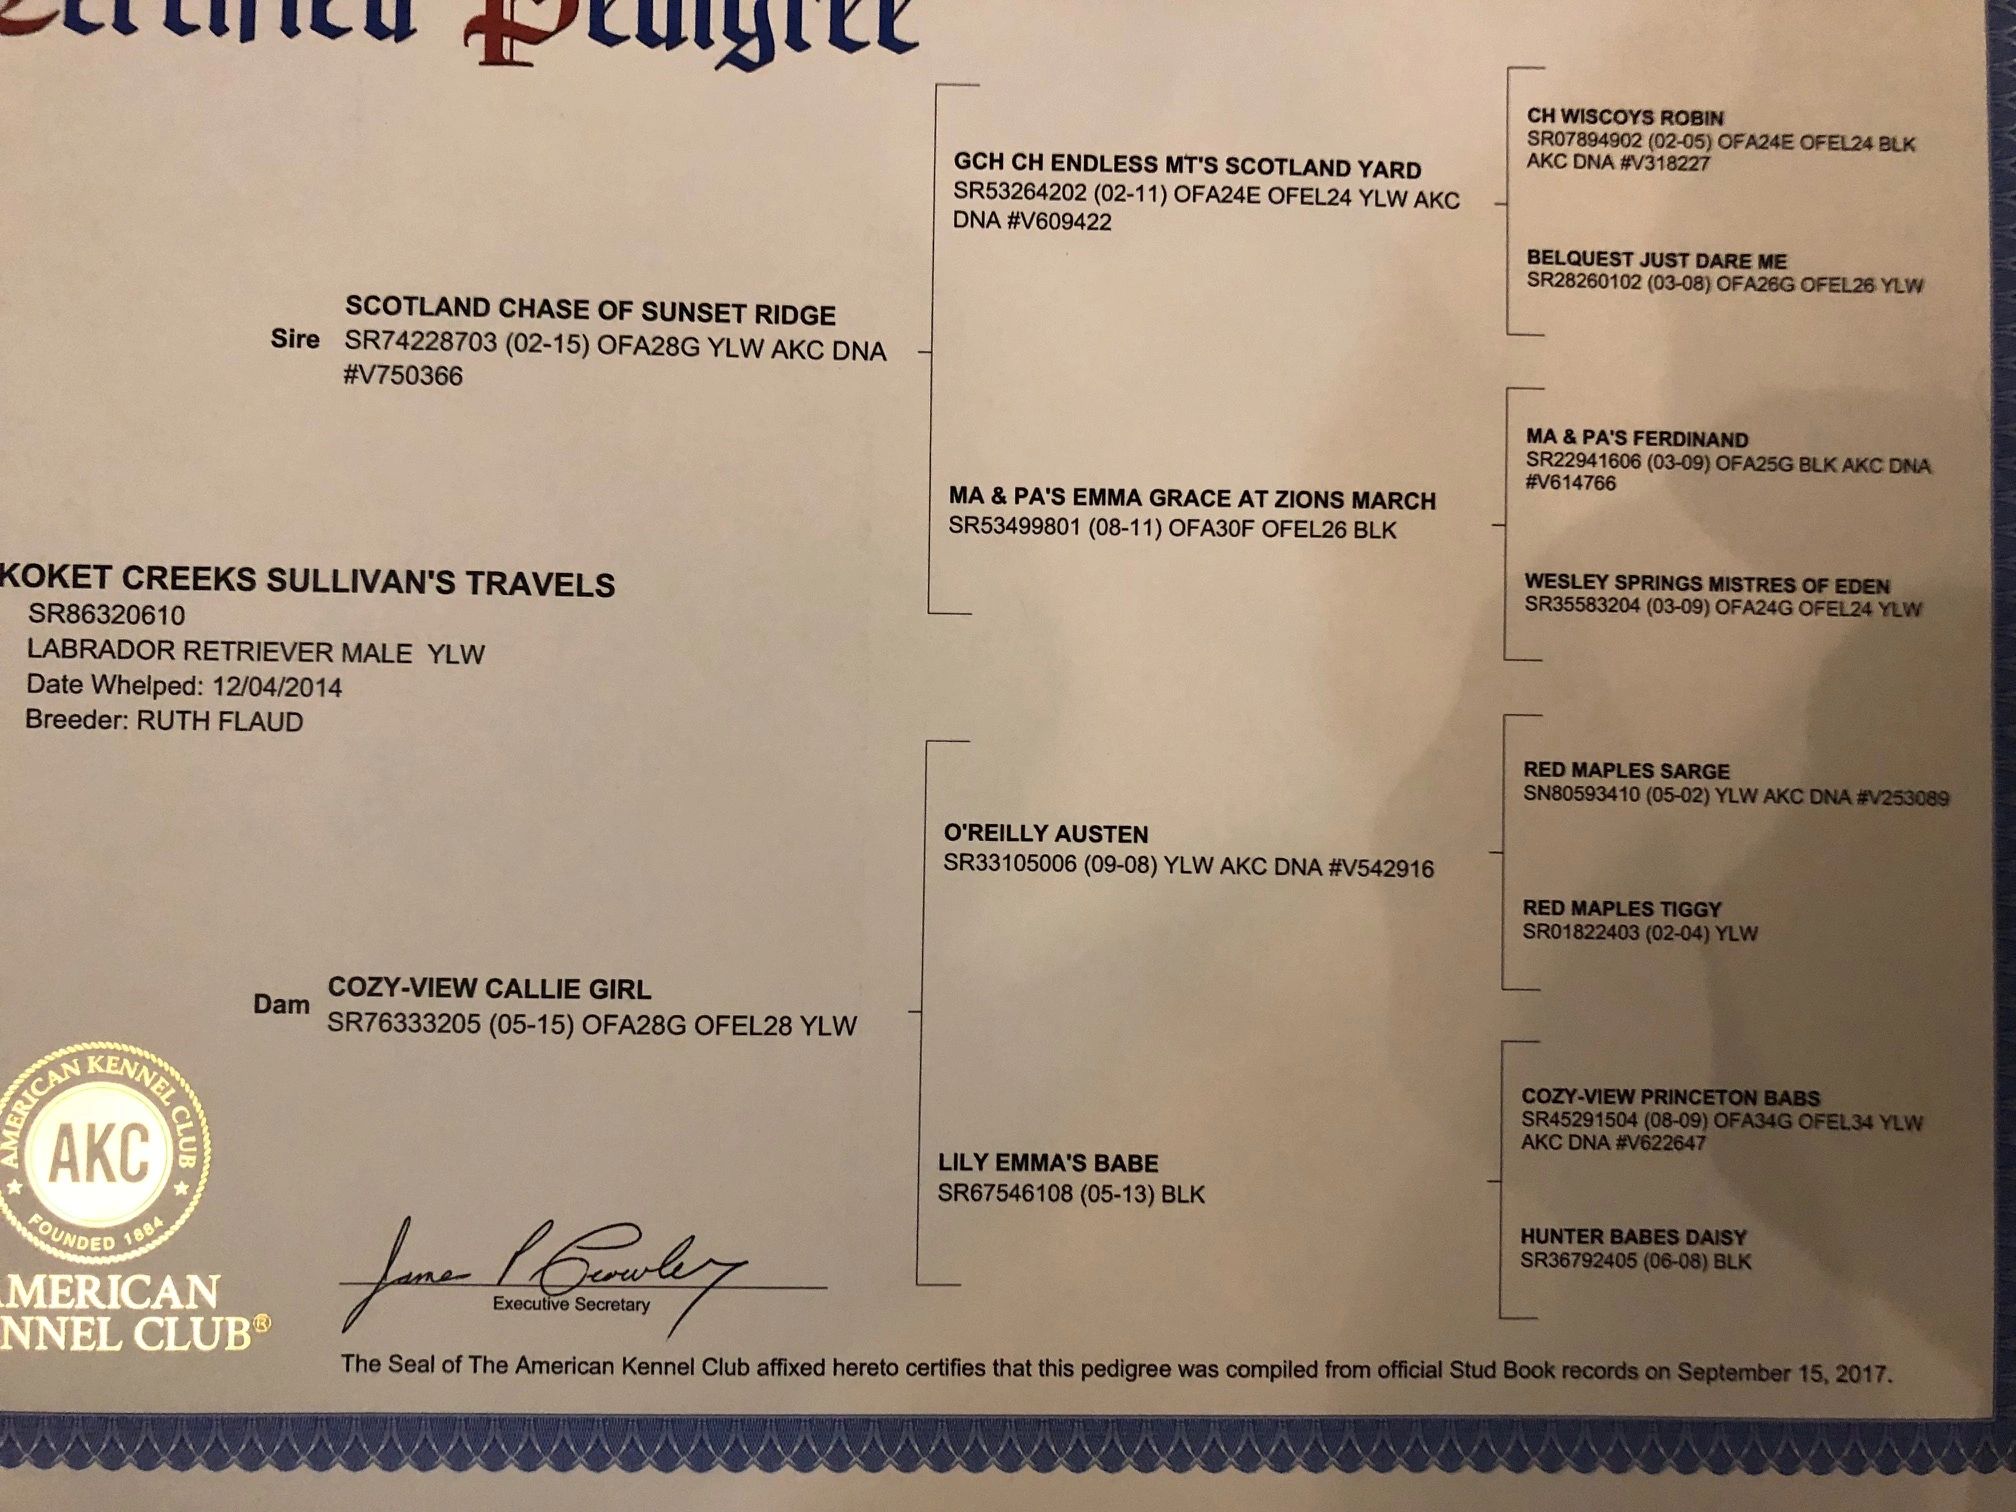 Certified Pedigree
CH WISCOYS ROBIN
SR07894902 (02-05) OFA24E OFEL24 BLK
AKC DNA #V318227
GCH CH ENDLESS MT'S SCOTLAND YARD
SR53264202 (02-11) OFA24E OFEL24 YLW AKC
DNA #V609422
BELQUEST JUST DARE ME
SR28260102 (03-08) OFA26G OFEL26 YLW
SCOTLAND CHASE OF SUNSET RIDGE
Sire SR74228703 (02-15) OFA28G YLW AKC DNA
#V750366
MA & PA'S FERDINAND
SR22941606 (03-09) OFA25G BLK AKC DNA
#V614766
MA & PA'S EMMA GRACE AT ZIONS MARCH
SR53499801 (08-11) OFA30F OFEL26 BLK
WESLEY SPRINGS MISTRES OF EDEN
SR35583204 (03-09) OFA24G OFEL24 YLW
KOKET CREEKS SULLIVAN'S TRAVELS
SR86320610
LABRADOR RETRIEVER MALE YLW
Date Whelped: 12/04/2014
Breeder: RUTH FLAUD
RED MAPLES SARGE
SN80593410 (05-02) YLW AKC DNA #V253089
O'REILLY AUSTEN
SR33105006 (09-08) YLW AKC DNA #V542916
RED MAPLES TIGGY
SR01822403 (02-04) YLW
COZY-VIEW CALLIE GIRL
Dam SR76333205 (05-15) OFA28G OFEL28 YLW
COZY-VIEW PRINCETON BABS
SR45291504 (08-09) OFA34G OFEL34 YLW
AKC DNA #V622647
LILY EMMA'S BABE
SR67546108 (05-13) BLK
HUNTER BABES DAISY
SR36792405 (06-08) BLK
AMERICAN KENNEL CLUB
AKC
FOUNDED 1884
AMERICAN
NNEL CLUB®
James P Crowley
Executive Secretary
The Seal of The American Kennel Club affixed hereto certifies that this pedigree was compiled from official Stud Book records on September 15, 2017.